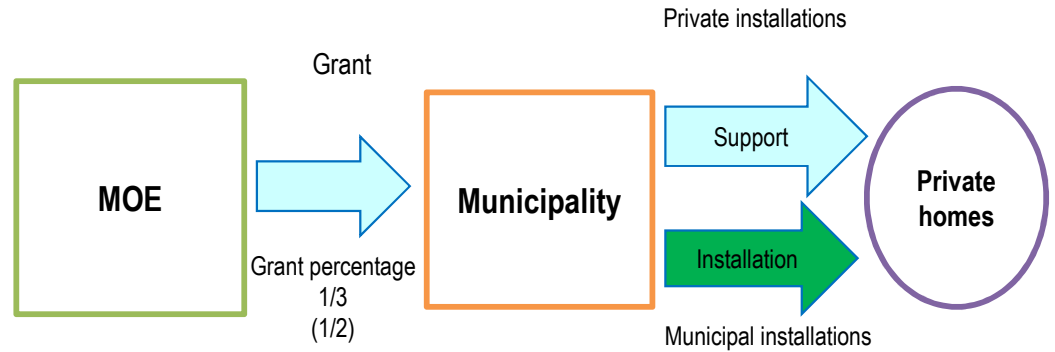 Private installations
Grant
MOE
Municipality
Support
Private
homes
Installation
Grant percentage
1/3
(1/2)
Municipal installations